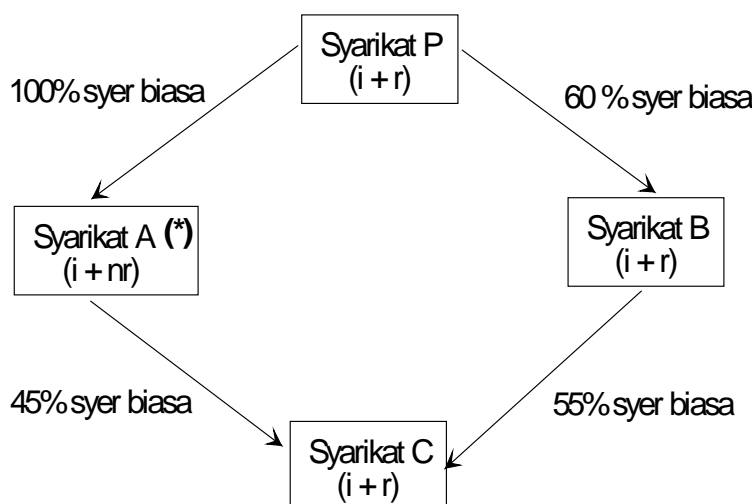 Syarikat P
(i + r)
100% syer biasa
60 % syer biasa
Syarikat A (*)
(i + nr)
Syarikat B
(i + r)
45% syer biasa
55% syer biasa
Syarikat C
(i + r)